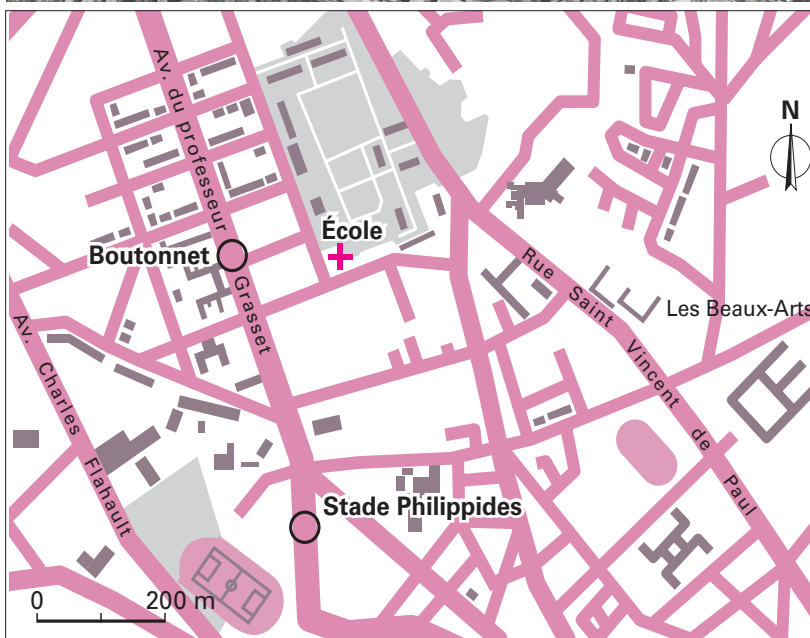 Av. du professeur Grasset
N
École
Boutonnet
Rue Saint Vincent de Paul
Les Beaux-Arts
Av. Charles Flahault
Stade Philippides
0 200 m